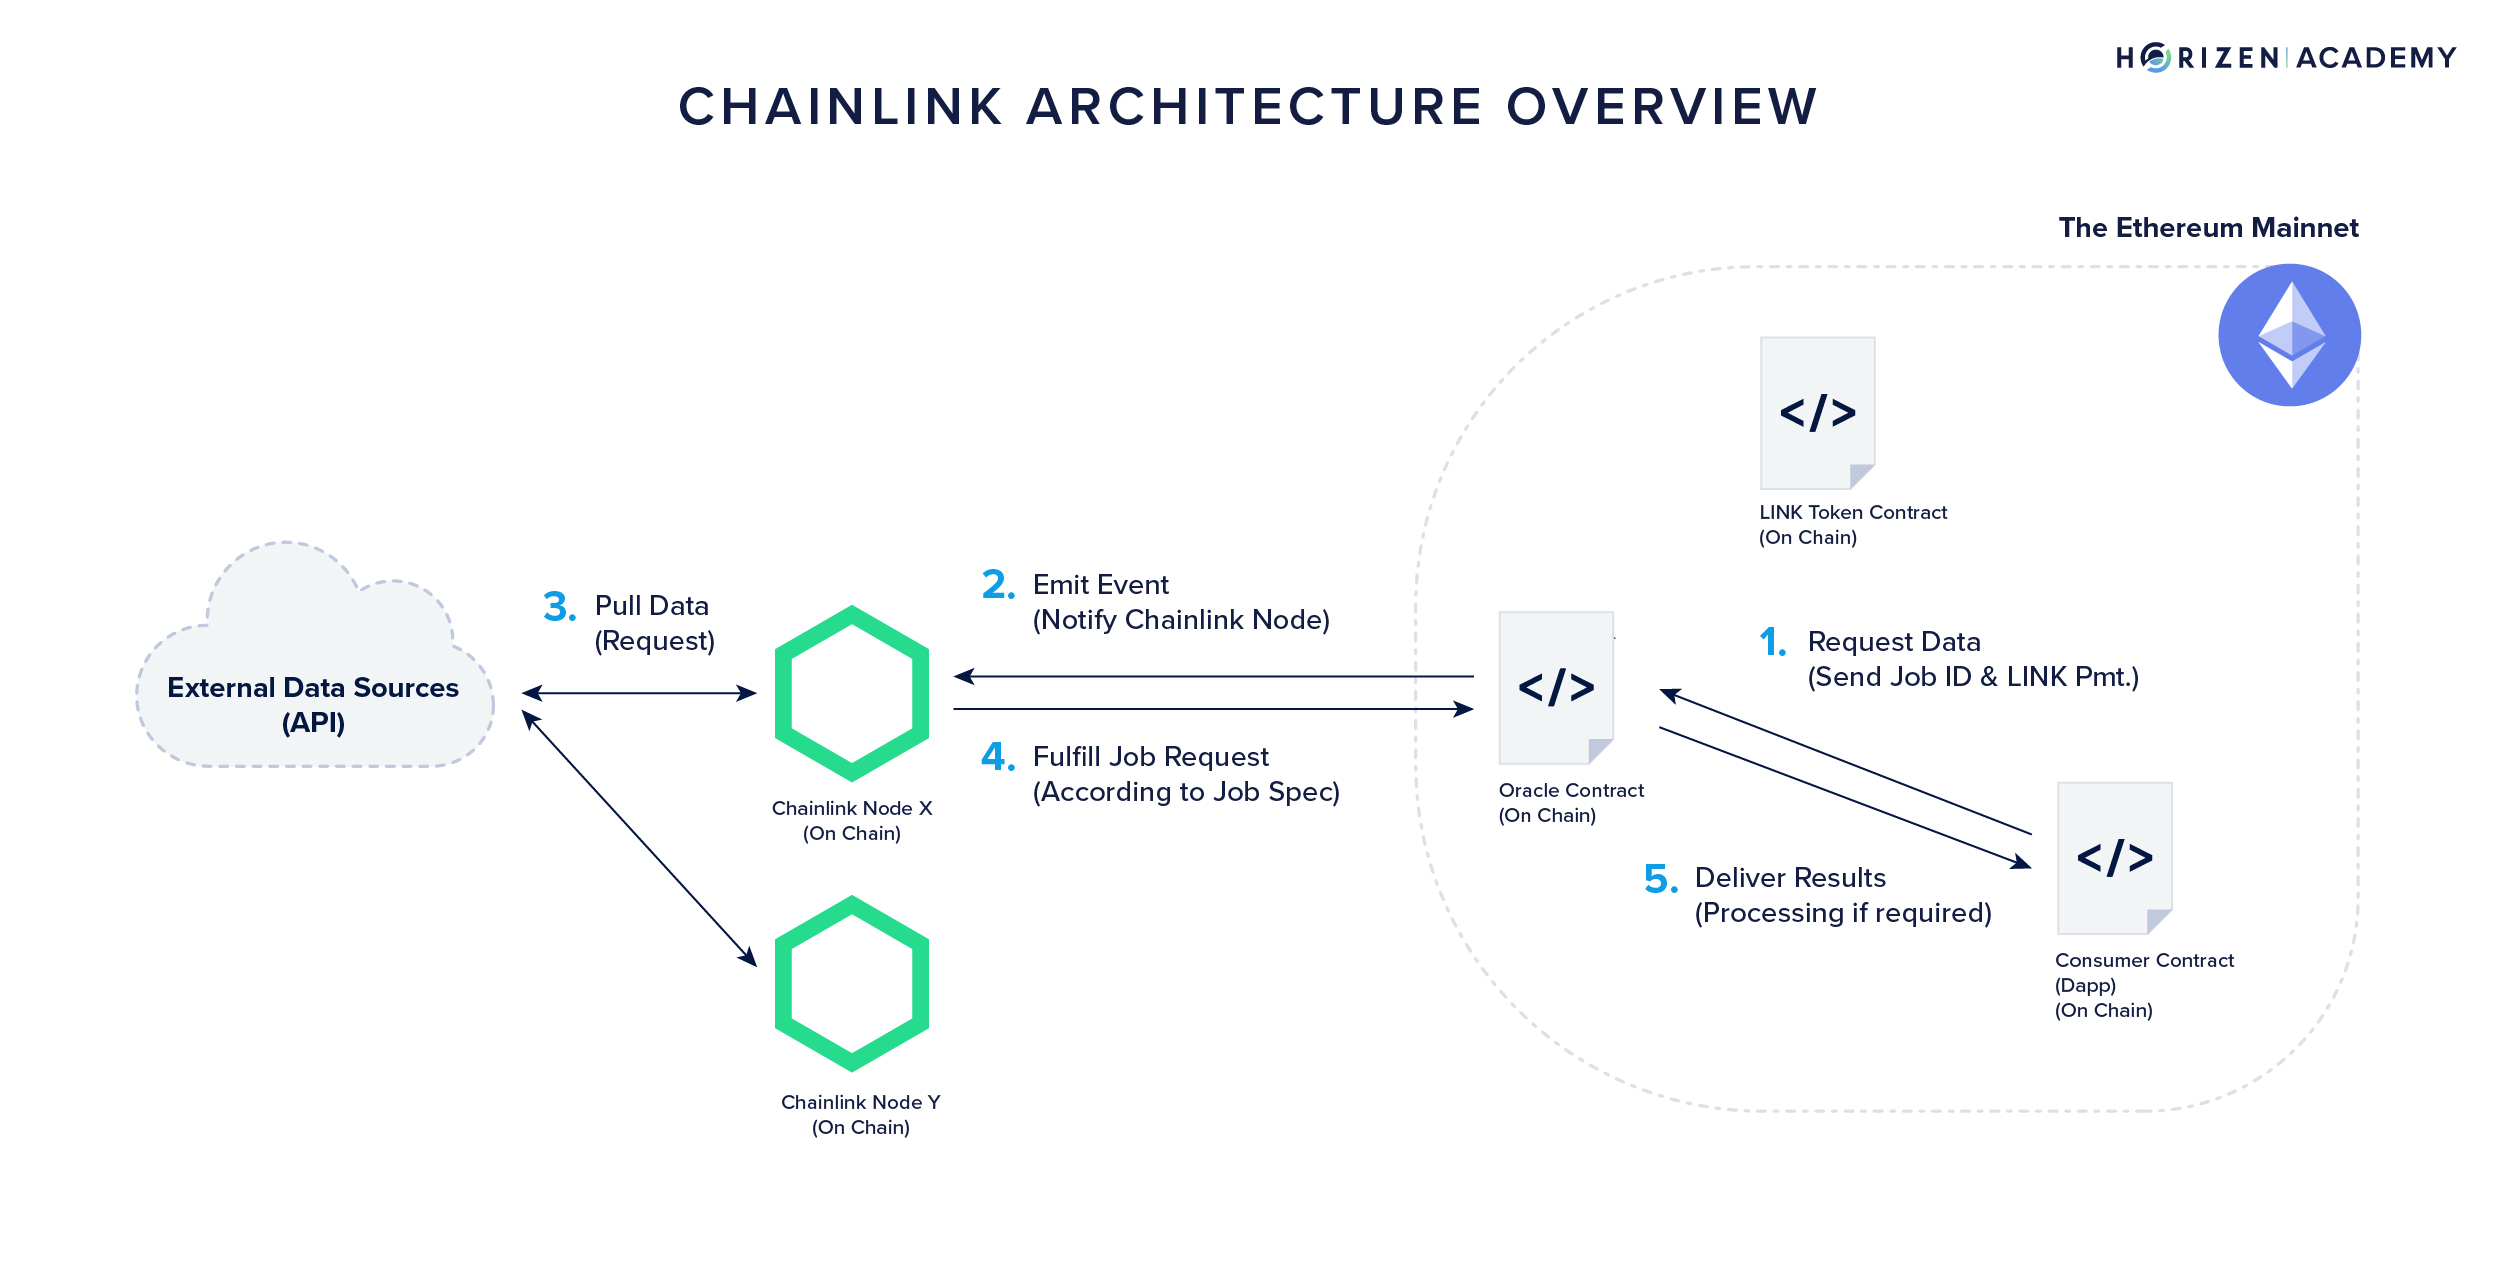 HORIZEN ACADEMY
CHAINLINK ARCHITECTURE OVERVIEW
The Ethereum Mainnet
</>
LINK Token Contract
(On Chain)
2. Emit Event
(Notify Chainlink Node)
3. Pull Data
(Request)
1. Request Data
(Send Job ID & LINK Pmt.)
External Data Sources
(API)
</>
4. Fulfill Job Request
(According to Job Spec)
Oracle Contract
(On Chain)
Chainlink Node X
(On Chain)
</>
5. Deliver Results
(Processing if required)
Consumer Contract
(Dapp)
(On Chain)
Chainlink Node Y
(On Chain)